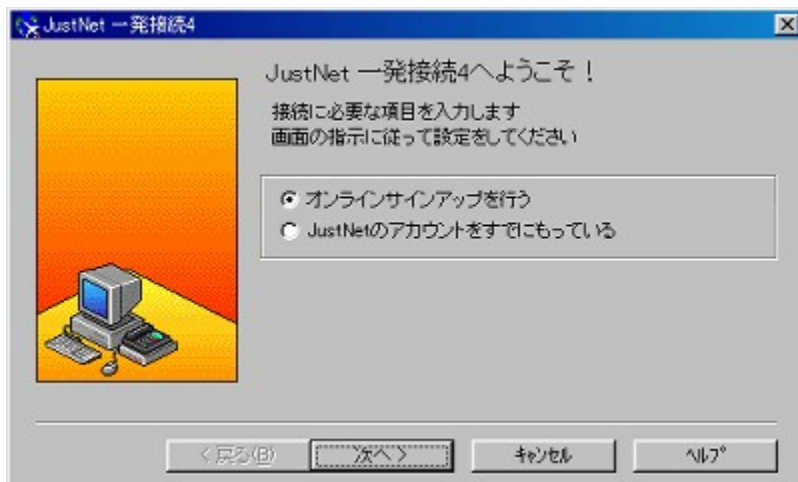 JustNet 一発接続4
JustNet 一発接続4へようこそ！
接続に必要な項目を入力します
画面の指示に従って設定をしてください
オンラインサインアップを行う
JustNetのアカウントをすでにもっている
< 戻る(B)
次へ >
ｷｬﾝｾﾙ
ﾍﾙﾌﾟ